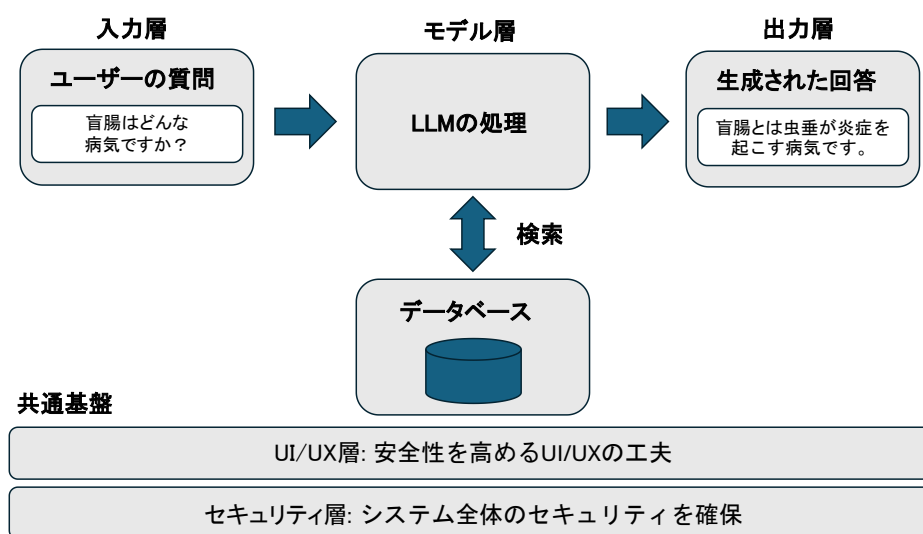 入力層
モデル層
出力層
ユーザーの質問
盲腸はどんな
病気ですか？
LLMの処理
生成された回答
盲腸とは虫垂が炎症を
起こす病気です。
検索
データベース
共通基盤
UI/UX層: 安全性を高めるUI/UXの工夫
セキュリティ層: システム全体のセキュリティを確保